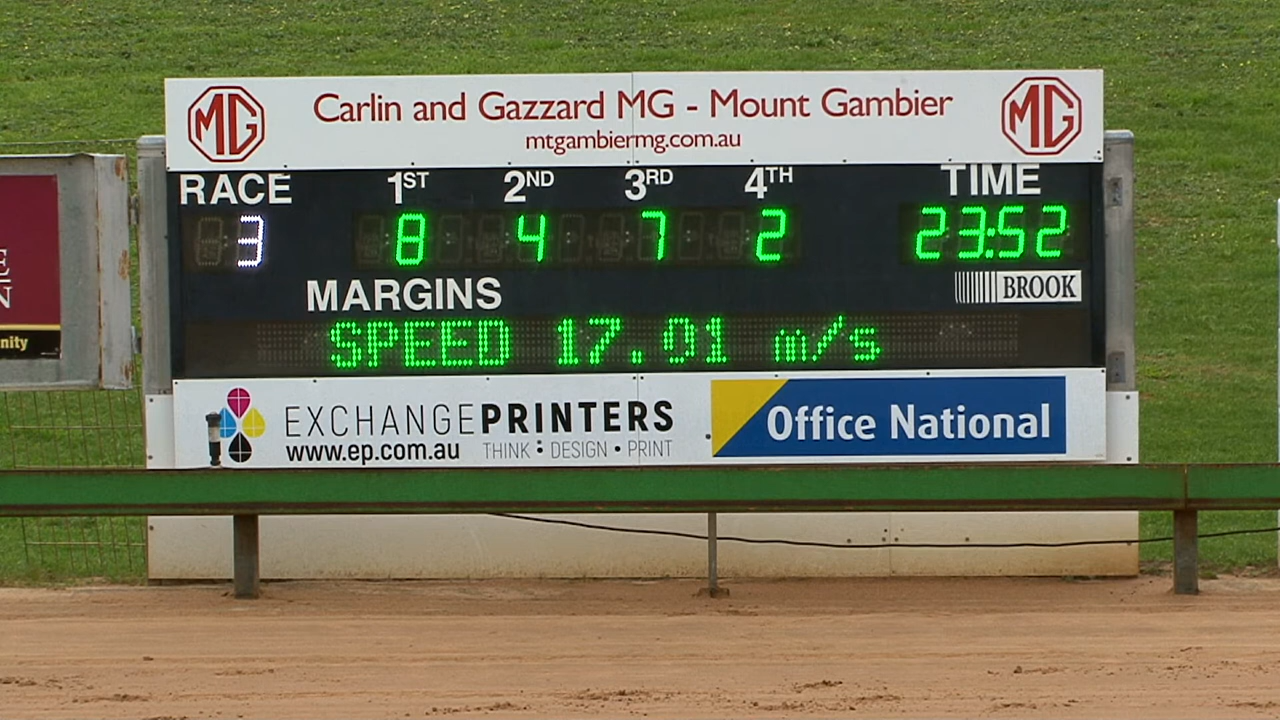 MG Carlin and Gazzard MG - Mount Gambier MG
mtgambiermg.com.au
RACE 1ST 2ND 3RD 4TH TIME
3 8 4 7 2 23:52
MARGINS BROOK
SPEED 17.01 m/s
EXCHANGEPRINTERS Office National
www.ep.com.au THINK : DESIGN • PRINT
E
N
nity